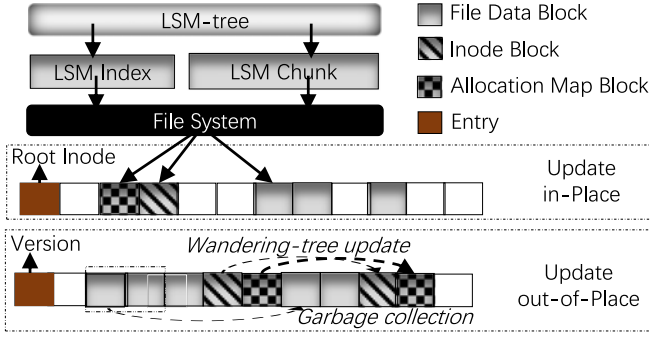 LSM-tree
LSM Index
LSM Chunk
File System
File Data Block
Inode Block
Allocation Map Block
Entry
Root Inode
Update
in-Place
Version
Wandering-tree update
Garbage collection
Update
out-of-Place